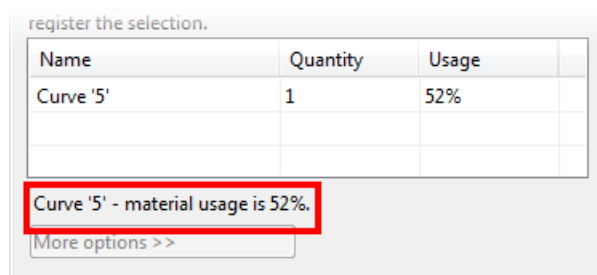 register the selection.
Name Quantity Usage
Curve '5' 1 52%
Curve '5' - material usage is 52%.
More options >>